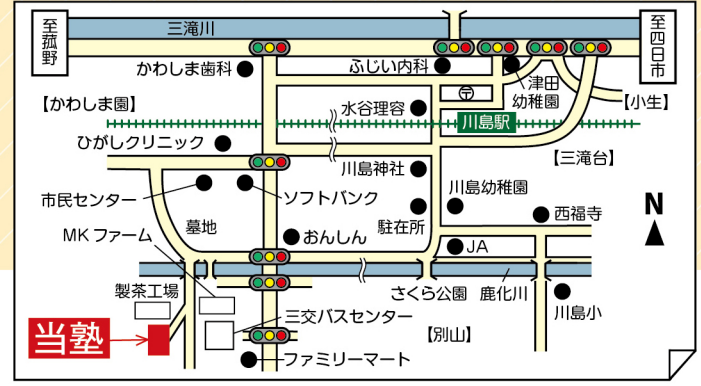 至菰野
三滝川
至四日市
かわしま歯科
ふじい内科
津田
幼稚園
【かわしま園】
水谷理容
〒
【小生】
川島駅
ひがしクリニック
【三滝台】
川島神社
市民センター
ソフトバンク
川島幼稚園
墓地
駐在所
西福寺
N
MKファーム
おんしん
JA
製茶工場
さくら公園
鹿化川
当塾
三交バスセンター
【別山】
川島小
ファミリーマート